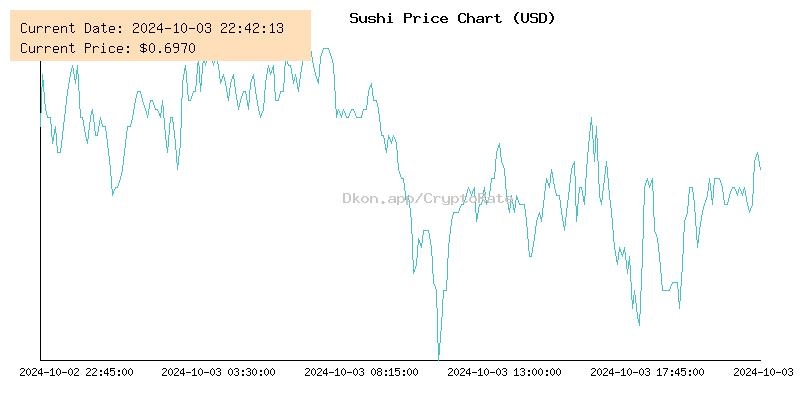 Sushi Price Chart (USD)
Current Date: 2024-10-03 22:42:13
Current Price: $0.6970
Dkon.app/CryptoRate
2024-10-02 22:45:00 2024-10-03 03:30:00 2024-10-03 08:15:00 2024-10-03 13:00:00 2024-10-03 17:45:00 2024-10-03